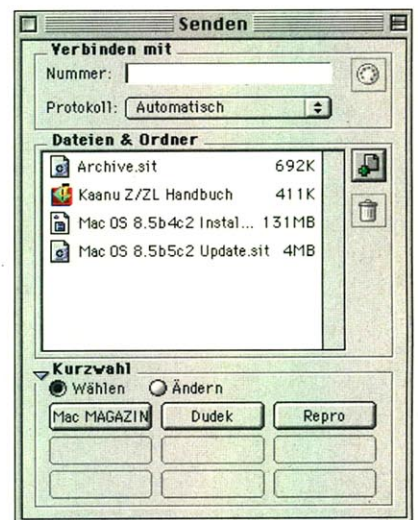 Senden
Verbinden mit
Nummer:
Protokoll: Automatisch
Dateien & Ordner
Archive.sit 692K
Kaanu Z/ZL Handbuch 411K
Mac OS 8.5b4c2 Instal... 131MB
Mac OS 8.5b5c2 Update.sit 4MB
Kurzwahl
Wählen Ändern
Mac MAGAZIN Dudek Repro